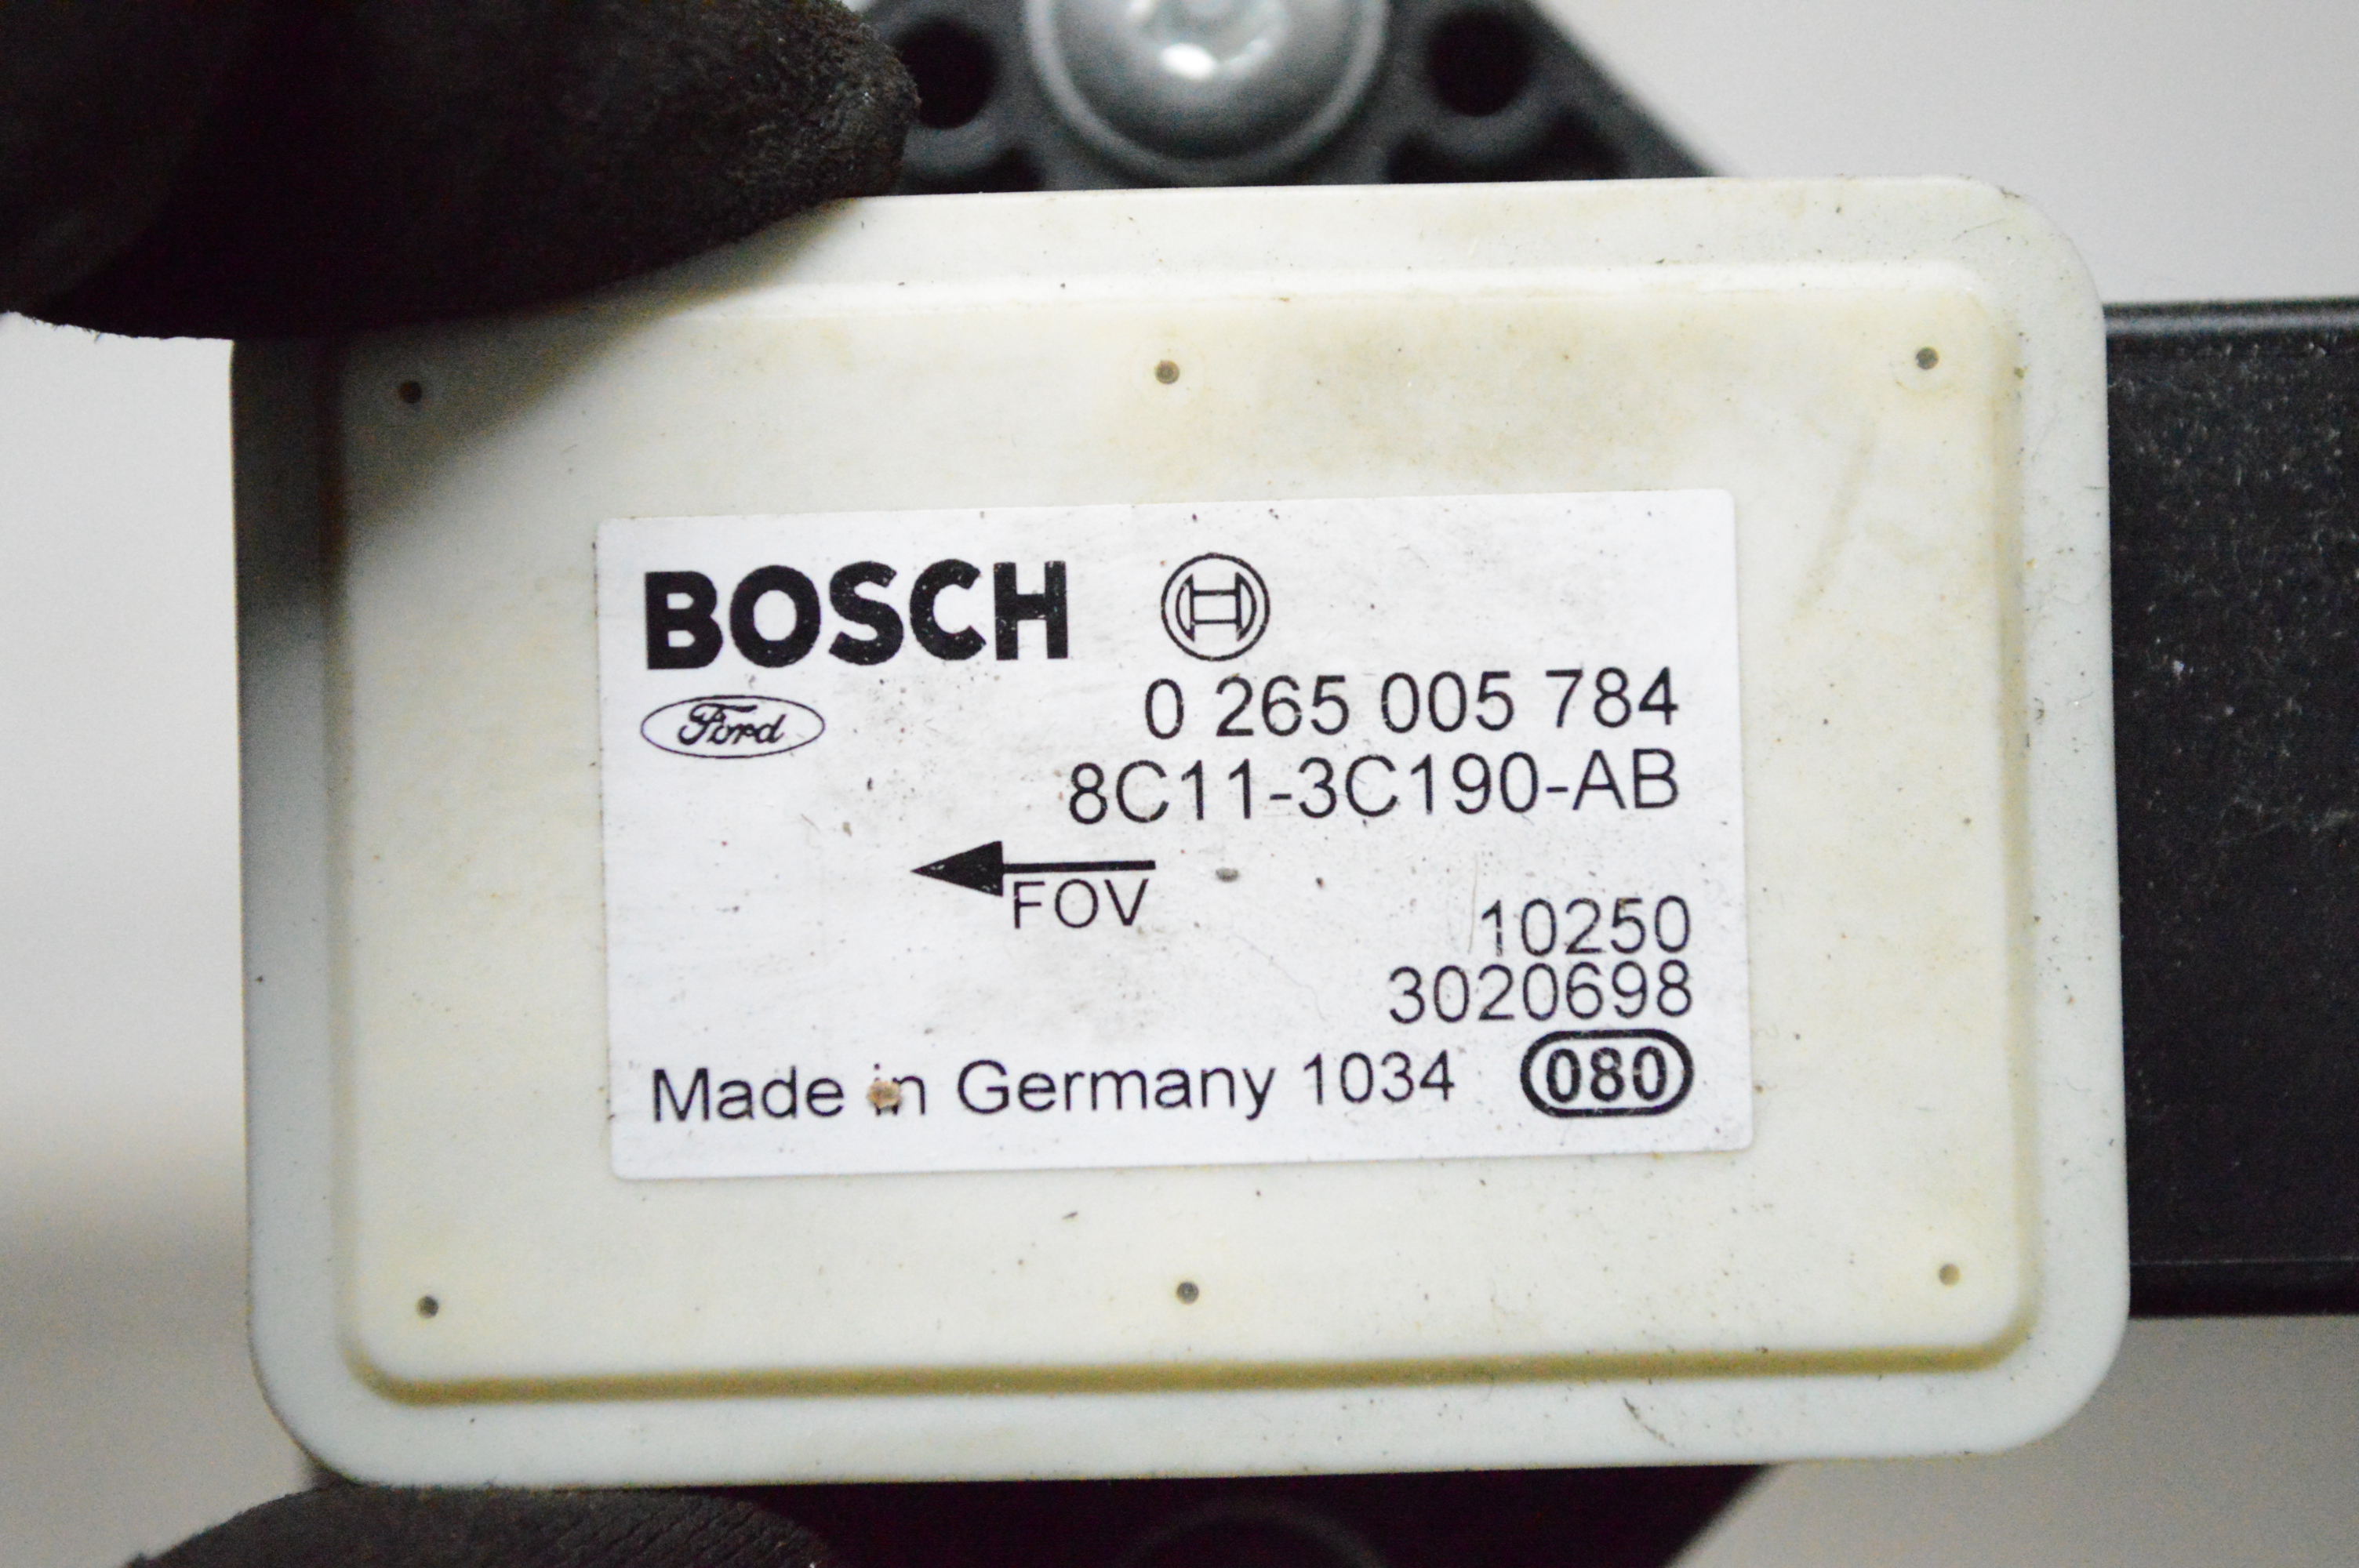 BOSCH
0 265 005 784
Ford
8C11-3C190-AB
FOV
10250
3020698
Made in Germany 1034 080